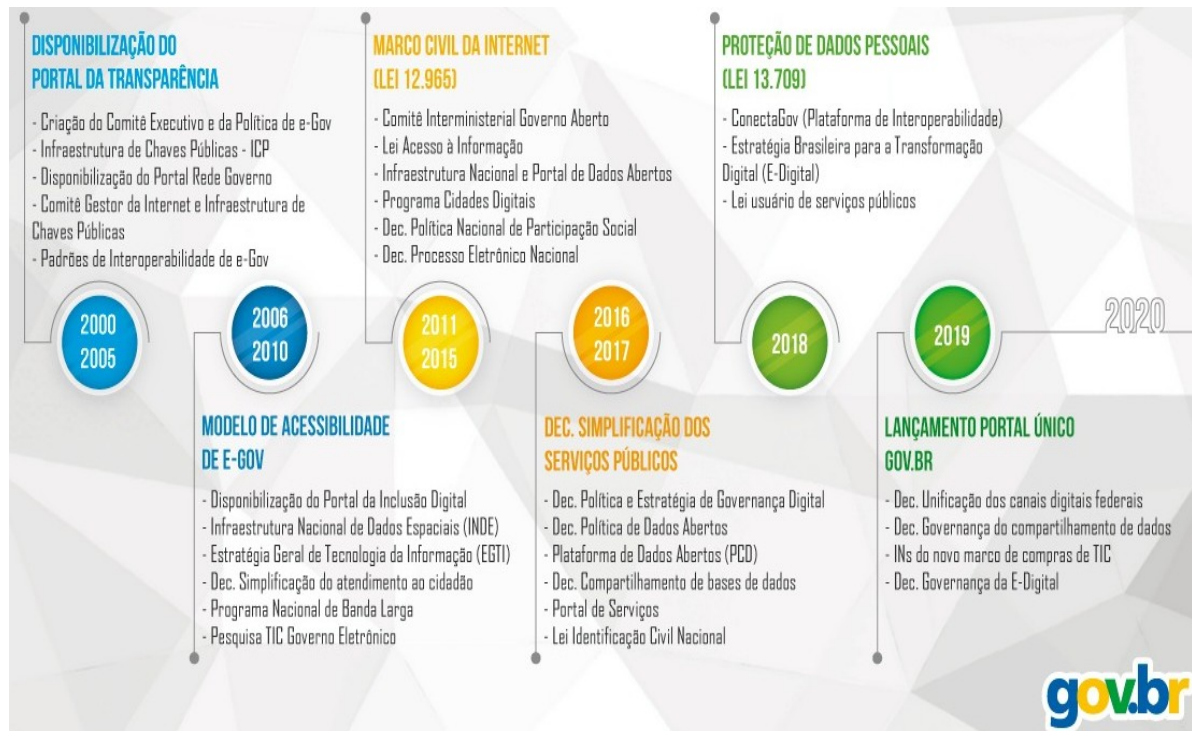 DISPONIBILIZAÇÃO DO
PORTAL DA TRANSPARÊNCIA
- Criação do Comitê Executivo e da Política de e-Gov
- Infraestrutura de Chaves Públicas - ICP
- Disponibilização do Portal Rede Governo
- Comitê Gestor da Internet e Infraestrutura de
Chaves Públicas
- Padrões de Interoperabilidade de e-Gov
2000
2005
MODELO DE ACESSIBILIDADE
DE E-GOV
- Disponibilização do Portal da Inclusão Digital
- Infraestrutura Nacional de Dados Espaciais (INDE)
- Estratégia Geral de Tecnologia da Informação (EGTI)
- Dec. Simplificação do atendimento ao cidadão
- Programa Nacional de Banda Larga
- Pesquisa TIC Governo Eletrônico
2006
2010
MARCO CIVIL DA INTERNET
(LEI 12.965)
- Comitê Interministerial Governo Aberto
- Lei Acesso à Informação
- Infraestrutura Nacional e Portal de Dados Abertos
- Programa Cidades Digitais
- Dec. Política Nacional de Participação Social
- Dec. Processo Eletrônico Nacional
2011
2015
DEC. SIMPLIFICAÇÃO DOS
SERVIÇOS PÚBLICOS
- Dec. Política e Estratégia de Governança Digital
- Dec. Política de Dados Abertos
- Plataforma de Dados Abertos (PCD)
- Dec. Compartilhamento de bases de dados
- Portal de Serviços
- Lei Identificação Civil Nacional
2016
2017
PROTEÇÃO DE DADOS PESSOAIS
(LEI 13.709)
- ConectaGov (Plataforma de Interoperabilidade)
- Estratégia Brasileira para a Transformação
Digital (E-Digital)
- Lei usuário de serviços públicos
2018
LANÇAMENTO PORTAL ÚNICO
GOV.BR
- Dec. Unificação dos canais digitais federais
- Dec. Governança do compartilhamento de dados
- INs do novo marco de compras de TIC
- Dec. Governança da E-Digital
2019
2020
gov.br